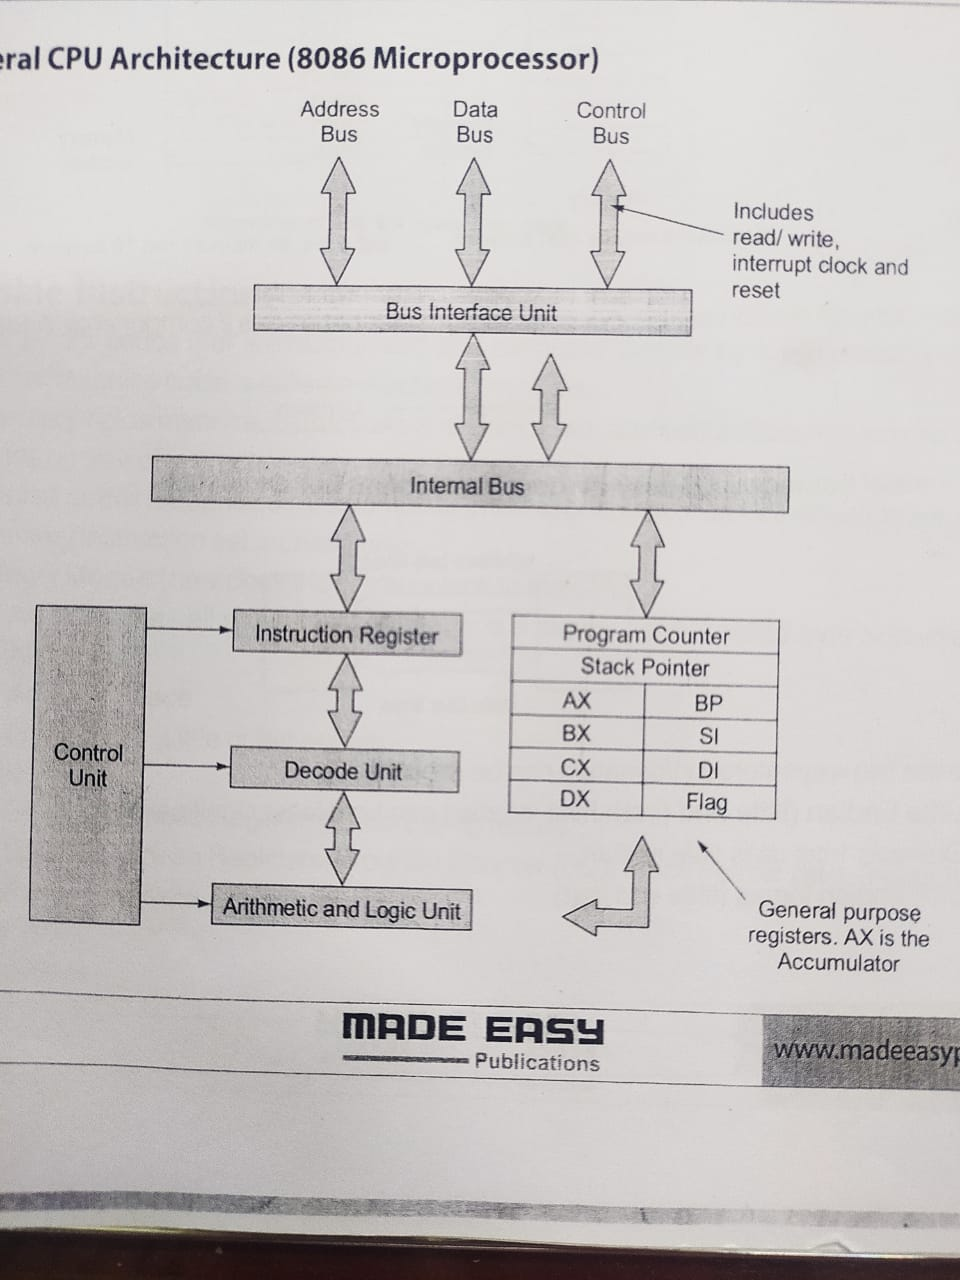 eral CPU Architecture (8086 Microprocessor)
Address
Bus
Data
Bus
Control
Bus
Includes
read/ write,
interrupt clock and
reset
Bus Interface Unit
Internal Bus
Control
Unit
Instruction Register
Decode Unit
Arithmetic and Logic Unit
Program Counter
Stack Pointer
AX BP
BX SI
CX DI
DX Flag
General purpose
registers. AX is the
Accumulator
MADE EASY
Publications
www.madeeasyp